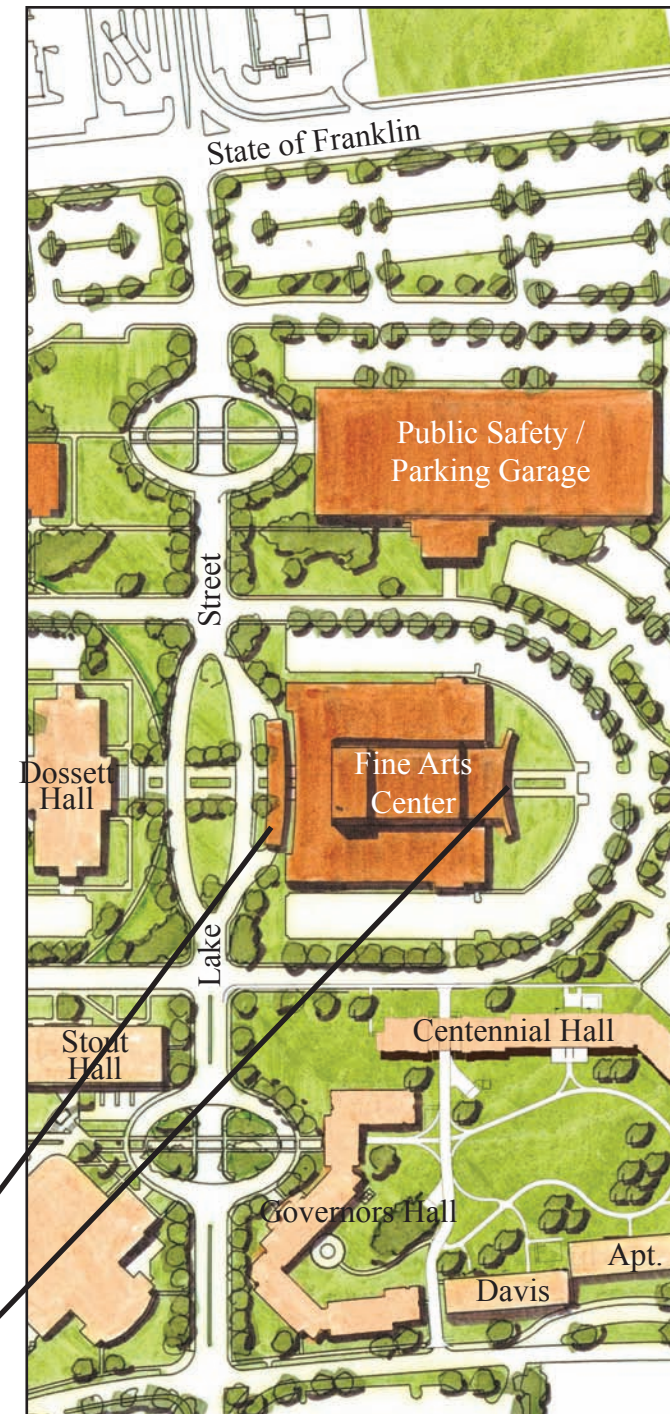 State of Franklin
Public Safety /
Parking Garage
Street
Dossett
Hall
Fine Arts
Center
Lake
Stout
Hall
Centennial Hall
Governors Hall
Apt.
Davis